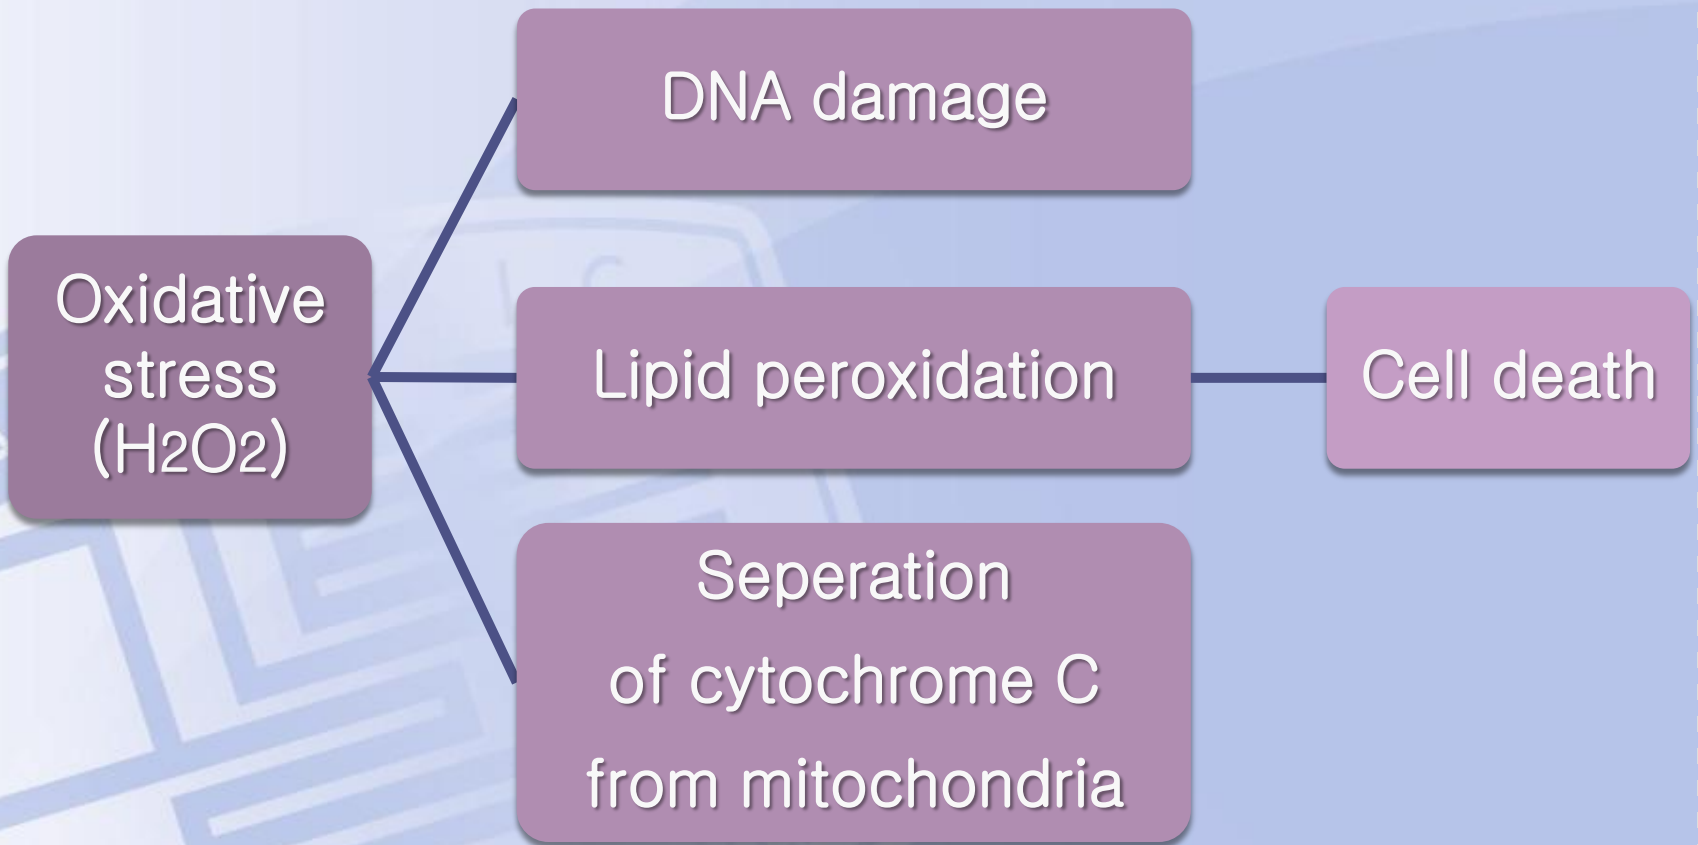 DNA damage
Oxidative
stress
(H2O2)
Lipid peroxidation
Cell death
Seperation
of cytochrome C
from mitochondria